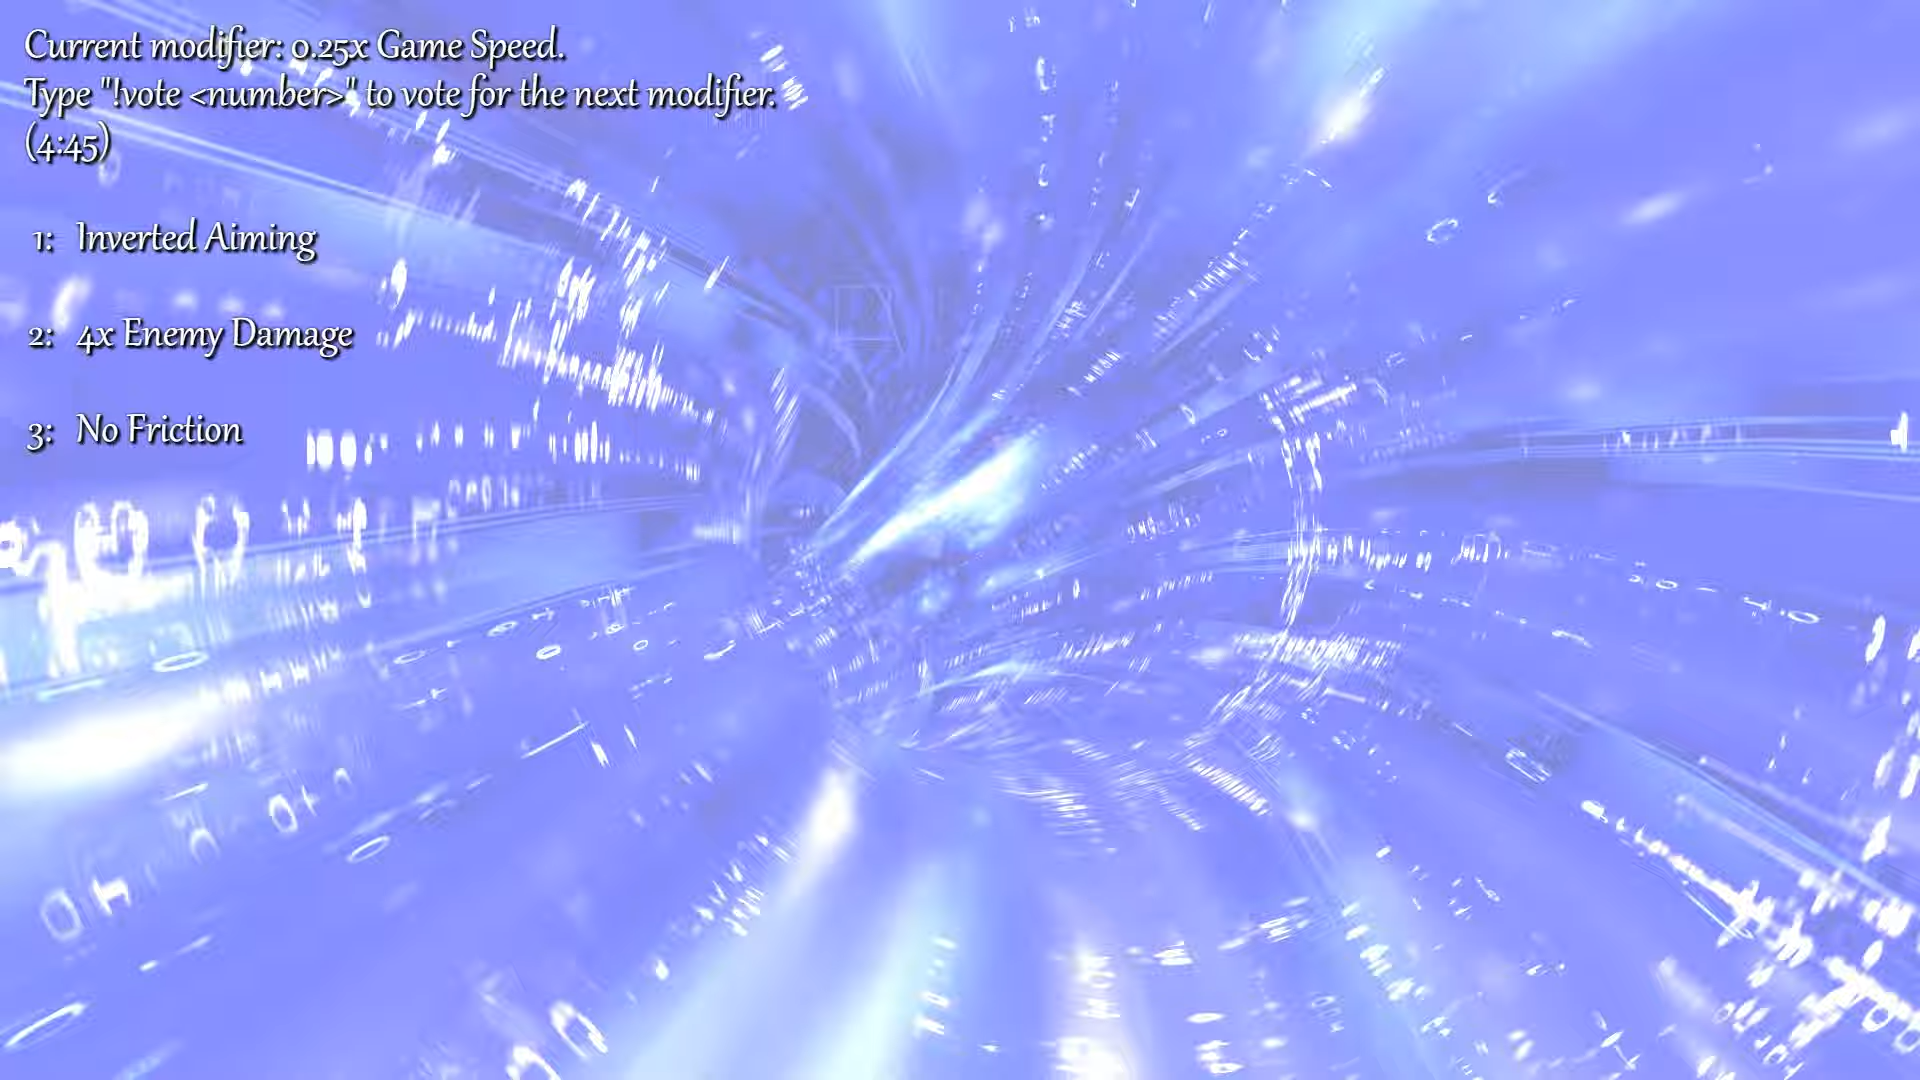 Current modifier: 0.25x Game Speed.
Type "!vote <number>" to vote for the next modifier.
(4:45)
1: Inverted Aiming
2: 4x Enemy Damage
3: No Friction